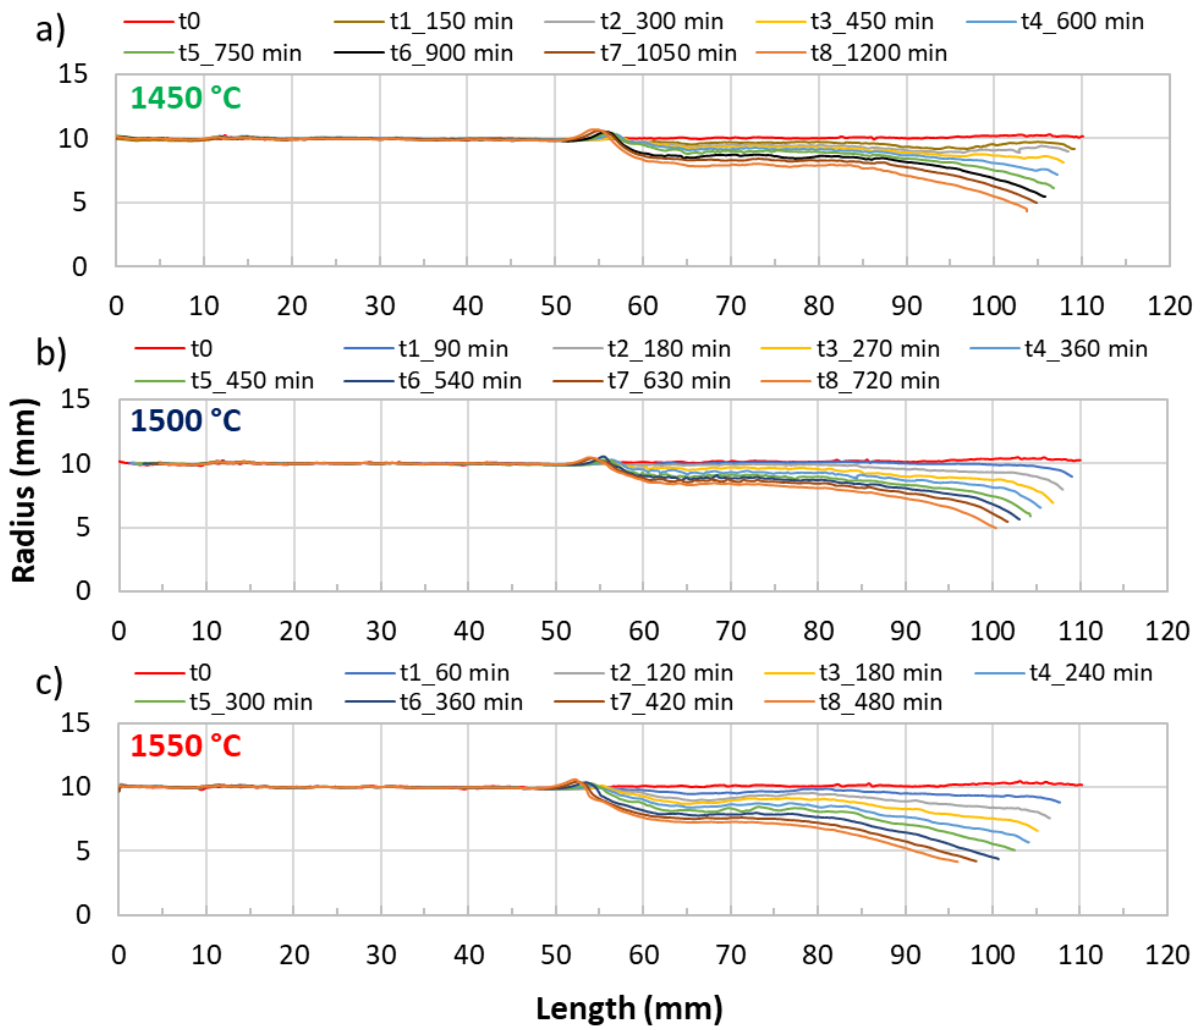 a)
t0 t1_150 min t2_300 min t3_450 min t4_600 min
t5_750 min t6_900 min t7_1050 min t8_1200 min
15
1450 °C
10
5
0
0 10 20 30 40 50 60 70 80 90 100 110 120
b)
t0 t1_90 min t2_180 min t3_270 min t4_360 min
t5_450 min t6_540 min t7_630 min t8_720 min
15
1500 °C
10
5
0
0 10 20 30 40 50 60 70 80 90 100 110 120
Radius (mm)
c)
t0 t1_60 min t2_120 min t3_180 min t4_240 min
t5_300 min t6_360 min t7_420 min t8_480 min
15
1550 °C
10
5
0
0 10 20 30 40 50 60 70 80 90 100 110 120
Length (mm)